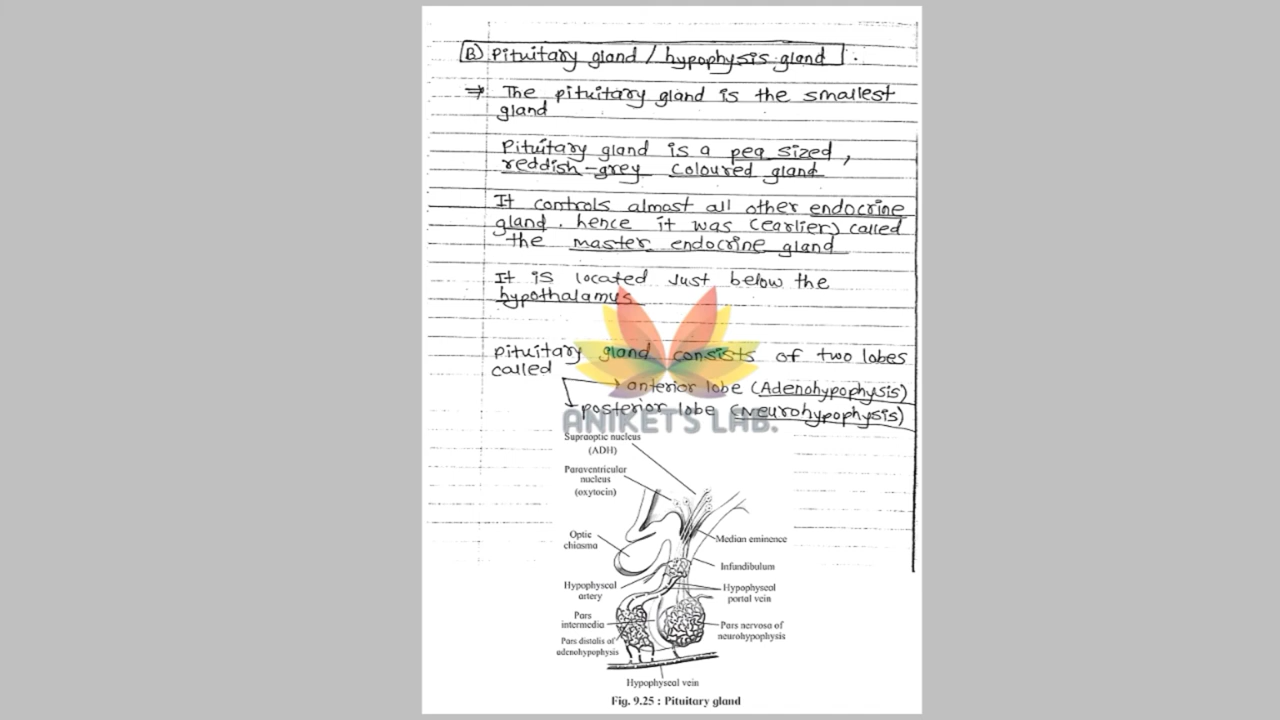 B) Pituitary gland / hypophysis gland :
⇒ The pituitary gland is the smallest
gland
Pituitary gland is a pea sized,
reddish-grey coloured gland
It controls almost all other endocrine
gland. hence it was (earlier) called
the master endocrine gland
It is located just below the
hypothalamus
Pituitary gland consists of two lobes
called
→ anterior lobe (Adenohypophysis)
posterior lobe (Neurohypophysis)
ANIKET'S LAB.
Supraoptic nucleus
(ADH)
Paraventricular
nucleus
(oxytocin)
Optic
chiasma
Median eminence
Infundibulum
Hypophyseal
artery
Hypophyseal
portal vein
Pars
intermedia
Pars nervosa of
neurohypophysis
Pars distalis of
adenohypophysis
Hypophyseal vein
Fig. 9.25 : Pituitary gland